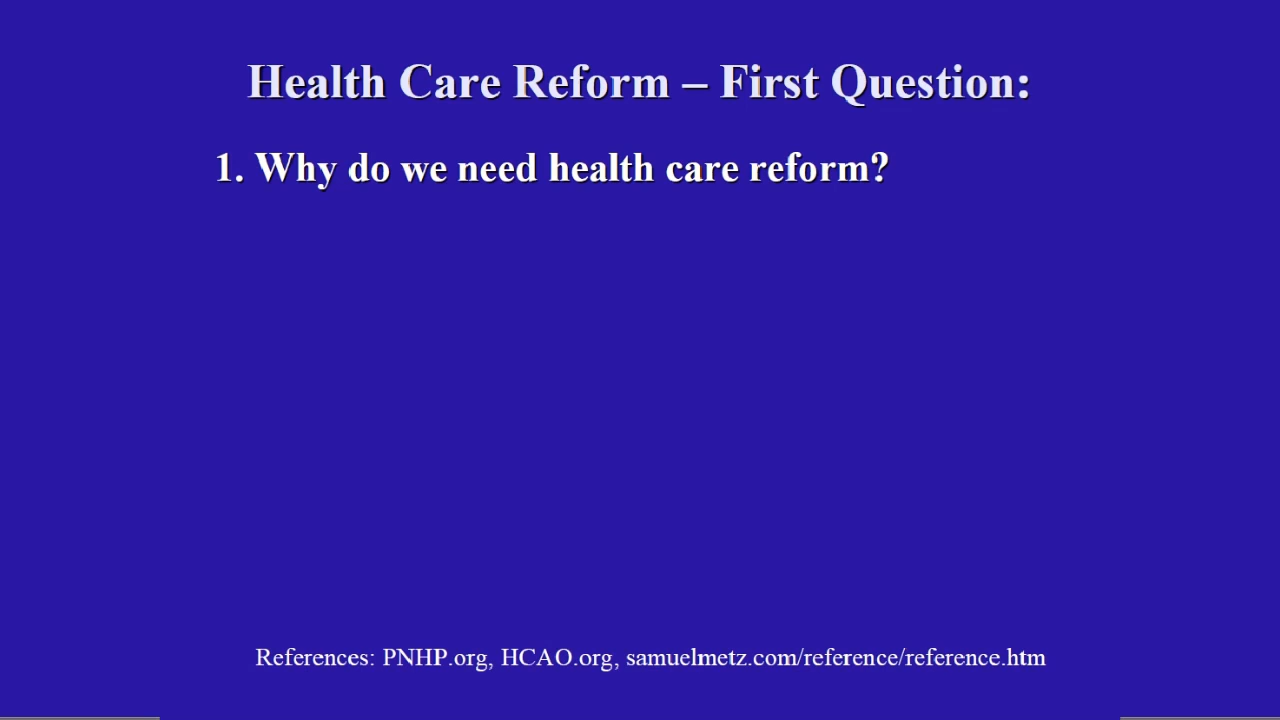 Health Care Reform – First Question:
1. Why do we need health care reform?
References: PNHP.org, HCAO.org, samuelmetz.com/reference/reference.htm